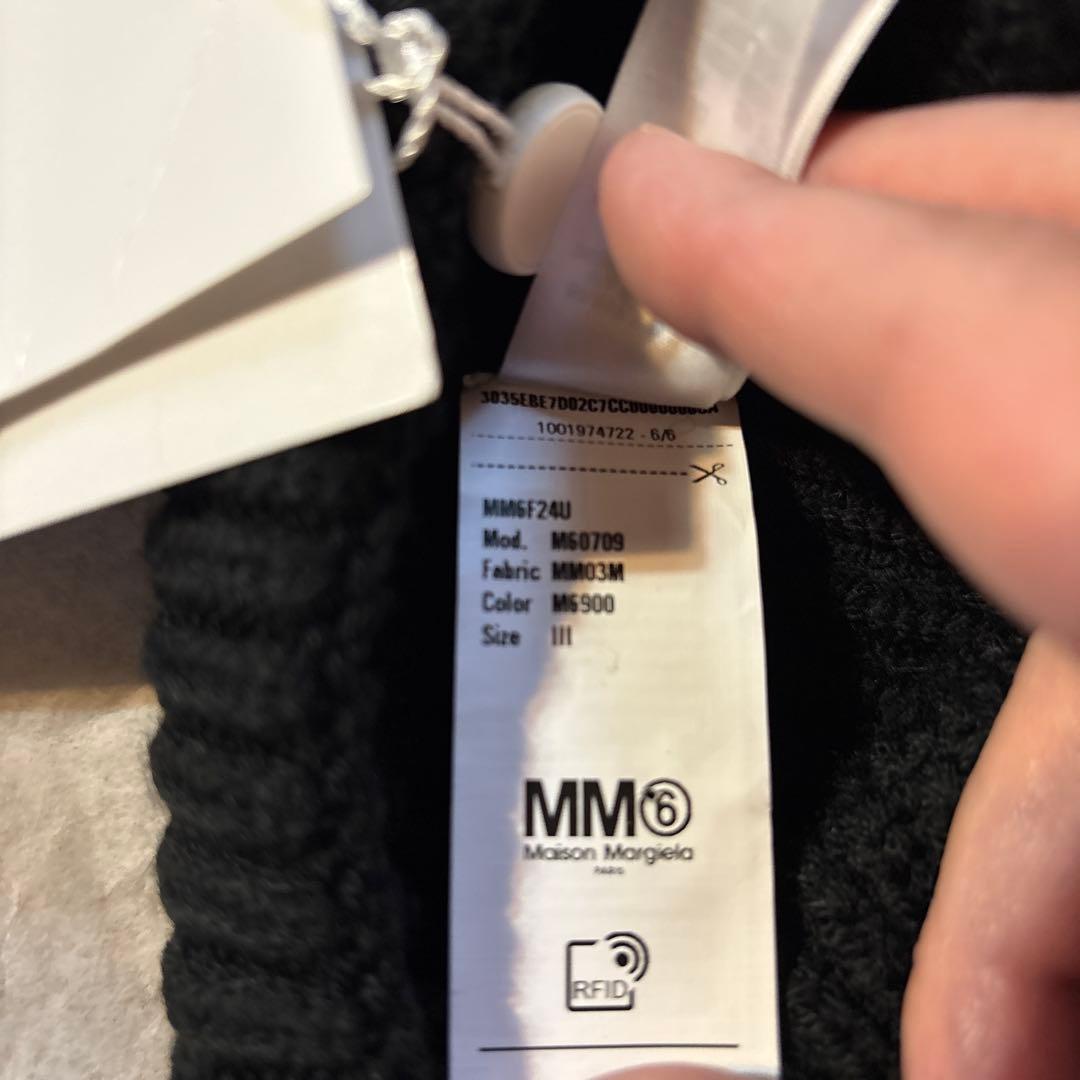 1001974722 - 6/6
MM6F24U
Mod. M60709
Fabric MM03M
Color M6900
Size III
MM6
Maison Margiela
PARIS
RFID